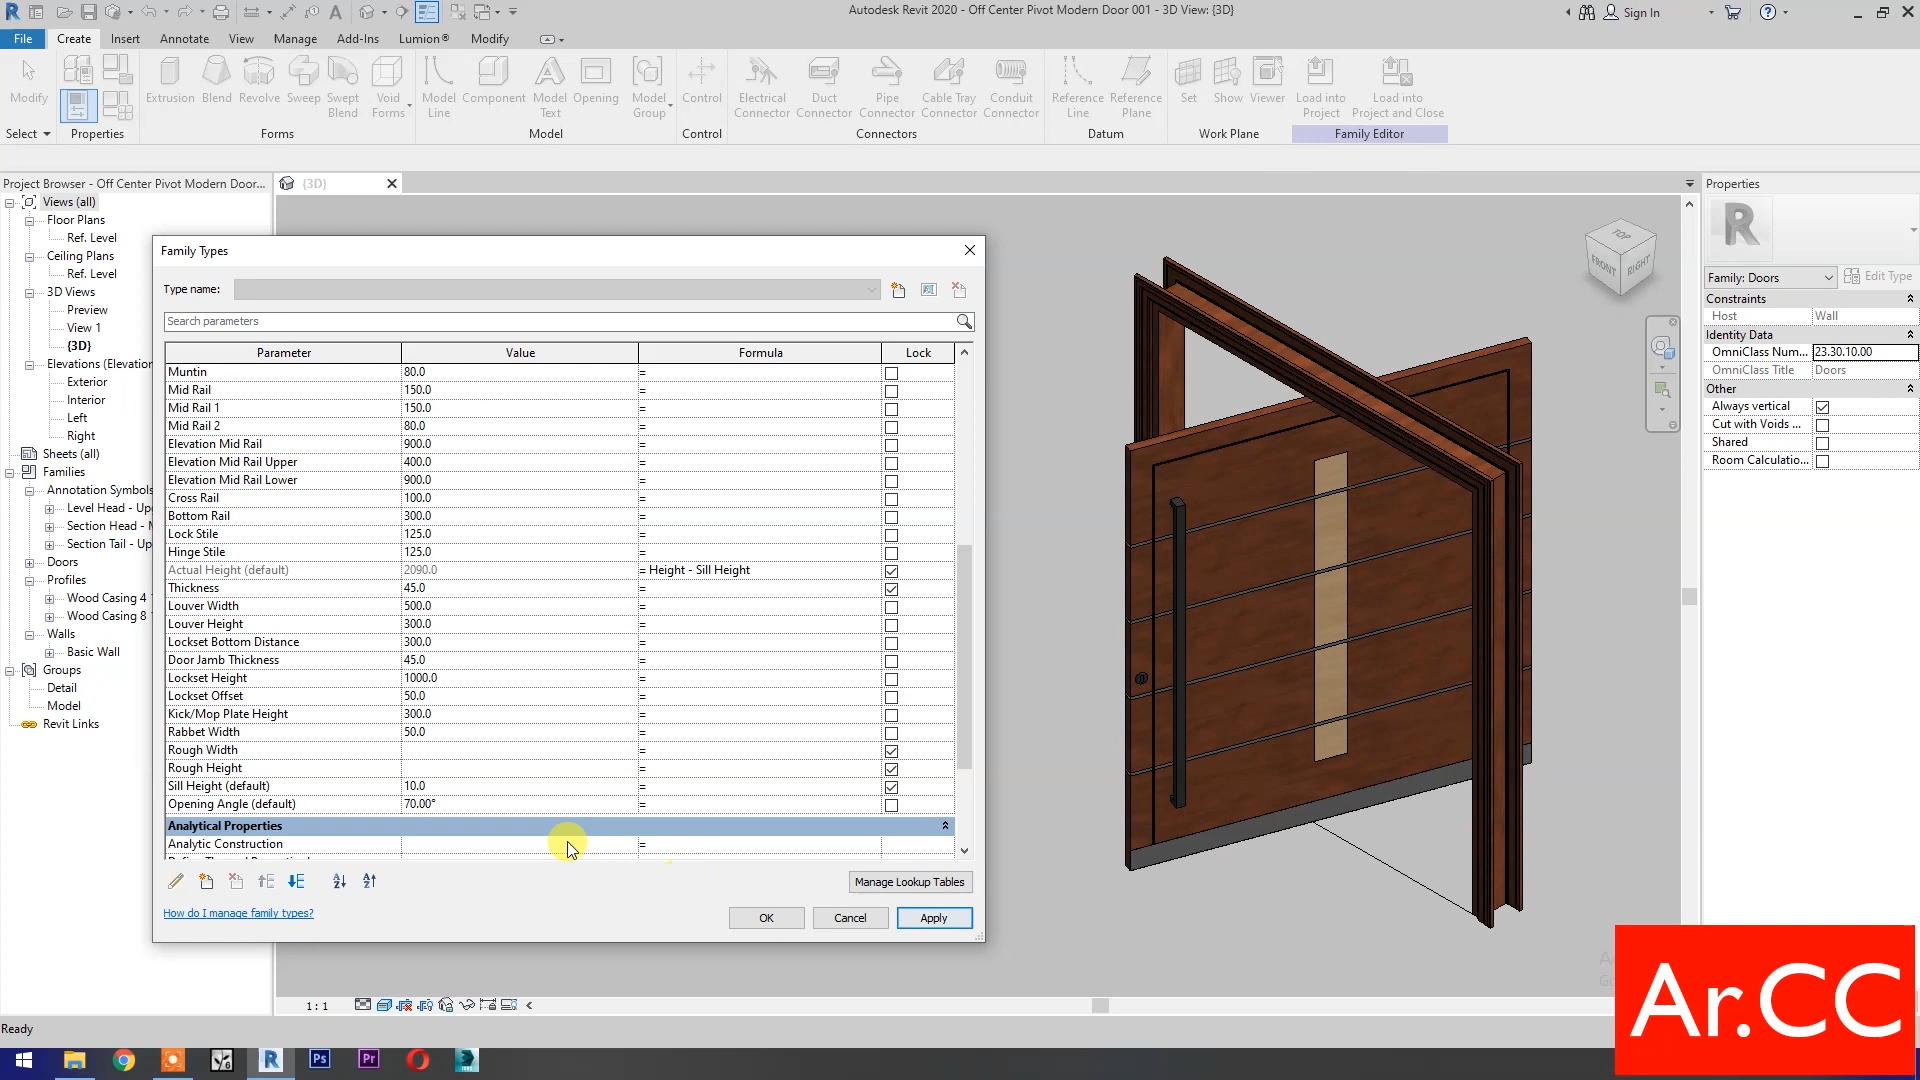 Autodesk Revit 2020 - Off Center Pivot Modern Door 001 - 3D View: {3D}
Sign In
File Create Insert Annotate View Manage Add-Ins Lumion® Modify
Modify Extrusion Blend Revolve Sweep Swept Blend Void Forms Model Line Component Model Text Opening Model Group Control Electrical Connector Duct Connector Pipe Connector Cable Tray Connector Conduit Connector Reference Line Reference Plane Set Show Viewer Load into Project Load into Project and Close
Select Properties Forms Model Control Connectors Datum Work Plane Family Editor
Project Browser - Off Center Pivot Modern Door...
{3D}
Properties
Views (all)
Floor Plans
Ref. Level
Ceiling Plans
Ref. Level
3D Views
Preview
View 1
{3D}
Elevations (Elevation
Exterior
Interior
Left
Right
Sheets (all)
Families
Annotation Symbols
Level Head - Up
Section Head - 
Section Tail - Up
Doors
Profiles
Wood Casing 4
Wood Casing 8
Walls
Basic Wall
Groups
Detail
Model
Revit Links
Family Types
Type name:
Search parameters
Parameter Value Formula Lock
Muntin 80.0 =
Mid Rail 150.0 =
Mid Rail 1 150.0 =
Mid Rail 2 80.0 =
Elevation Mid Rail 900.0 =
Elevation Mid Rail Upper 400.0 =
Elevation Mid Rail Lower 900.0 =
Cross Rail 100.0 =
Bottom Rail 300.0 =
Lock Stile 125.0 =
Hinge Stile 125.0 =
Actual Height (default) 2090.0 = Height - Sill Height
Thickness 45.0 =
Louver Width 500.0 =
Louver Height 300.0 =
Lockset Bottom Distance 300.0 =
Door Jamb Thickness 45.0 =
Lockset Height 1000.0 =
Lockset Offset 50.0 =
Kick/Mop Plate Height 300.0 =
Rabbet Width 50.0 =
Rough Width =
Rough Height =
Sill Height (default) 10.0 =
Opening Angle (default) 70.00° =
Analytical Properties
Analytic Construction =
Manage Lookup Tables
How do I manage family types?
OK Cancel Apply
TOP
FRONT RIGHT
Family: Doors Edit Type
Constraints
Host Wall
Identity Data
OmniClass Num... 23.30.10.00
OmniClass Title Doors
Other
Always vertical
Cut with Voids ...
Shared
Room Calculatio...
1 : 1
Ready
Ar.CC